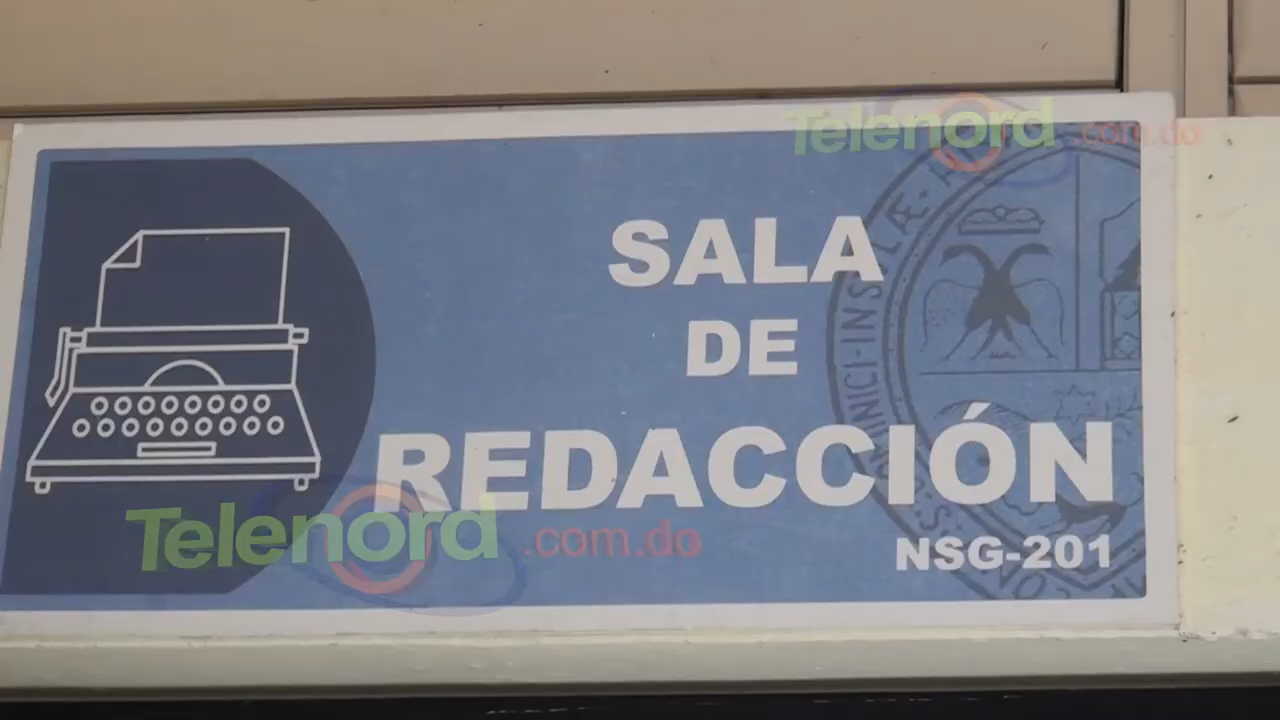 Telenord.com.do
SALA
DE
REDACCIÓN
NSG-201
Telenord.com.do